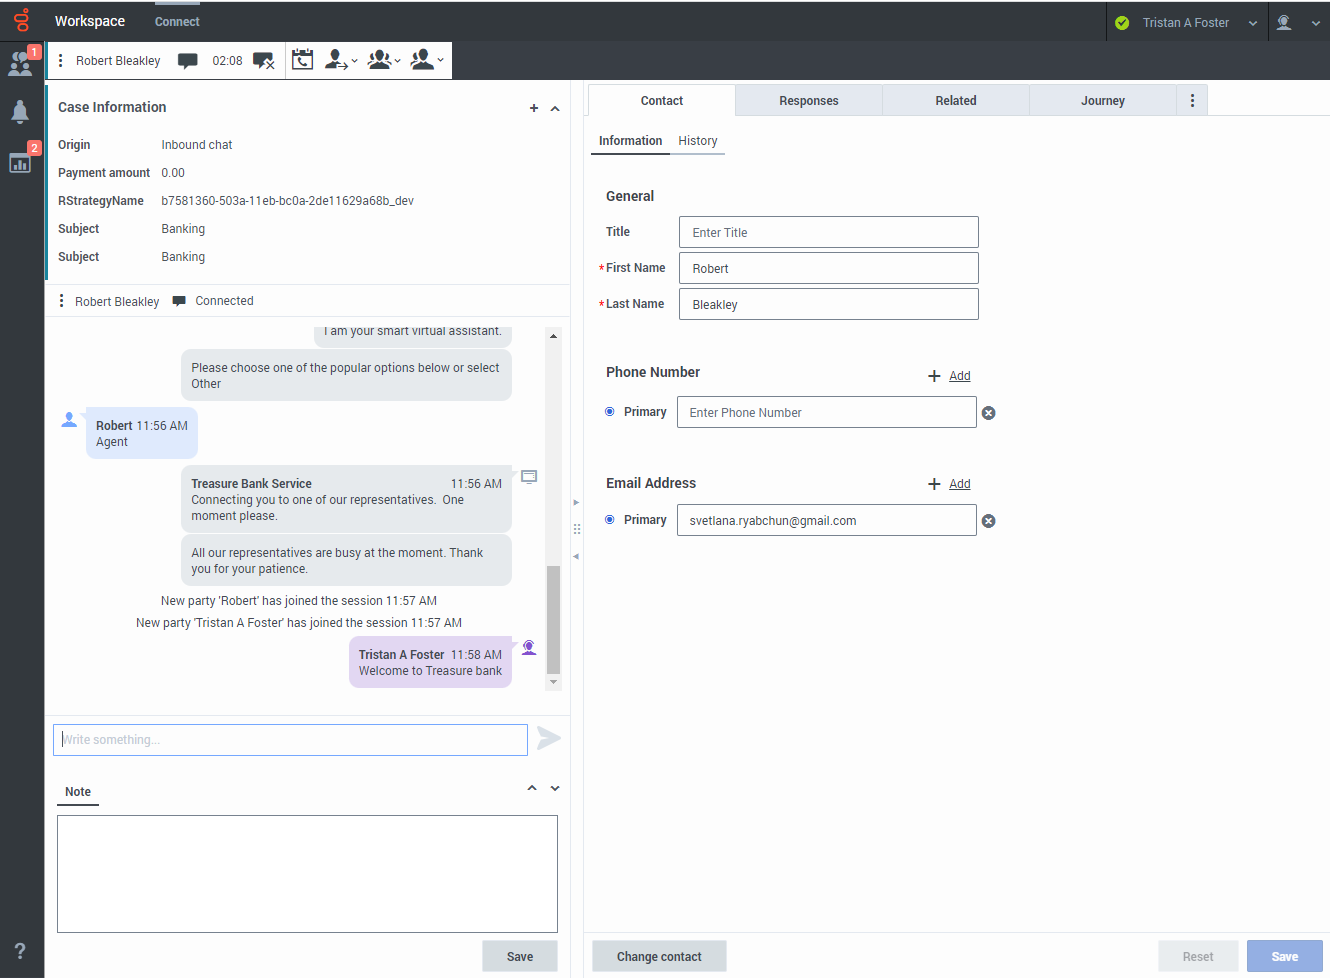 Workspace
Connect
Tristan A Foster
1
2
Robert Bleakley
02:08
Case Information
Origin Inbound chat
Payment amount 0.00
RStrategyName b7581360-503a-11eb-bc0a-2de11629a68b_dev
Subject Banking
Subject Banking
Robert Bleakley Connected
I am your smart virtual assistant.
Please choose one of the popular options below or select
Other
Robert 11:56 AM
Agent
Treasure Bank Service 11:56 AM
Connecting you to one of our representatives. One
moment please.
All our representatives are busy at the moment. Thank
you for your patience.
New party 'Robert' has joined the session 11:57 AM
New party 'Tristan A Foster' has joined the session 11:57 AM
Tristan A Foster 11:58 AM
Welcome to Treasure bank
Write something...
Note
Save
?
Contact Responses Related Journey
Information History
General
Title Enter Title
*First Name Robert
*Last Name Bleakley
Phone Number + Add
Primary Enter Phone Number
Email Address + Add
Primary svetlana.ryabchun@gmail.com
Change contact Reset Save